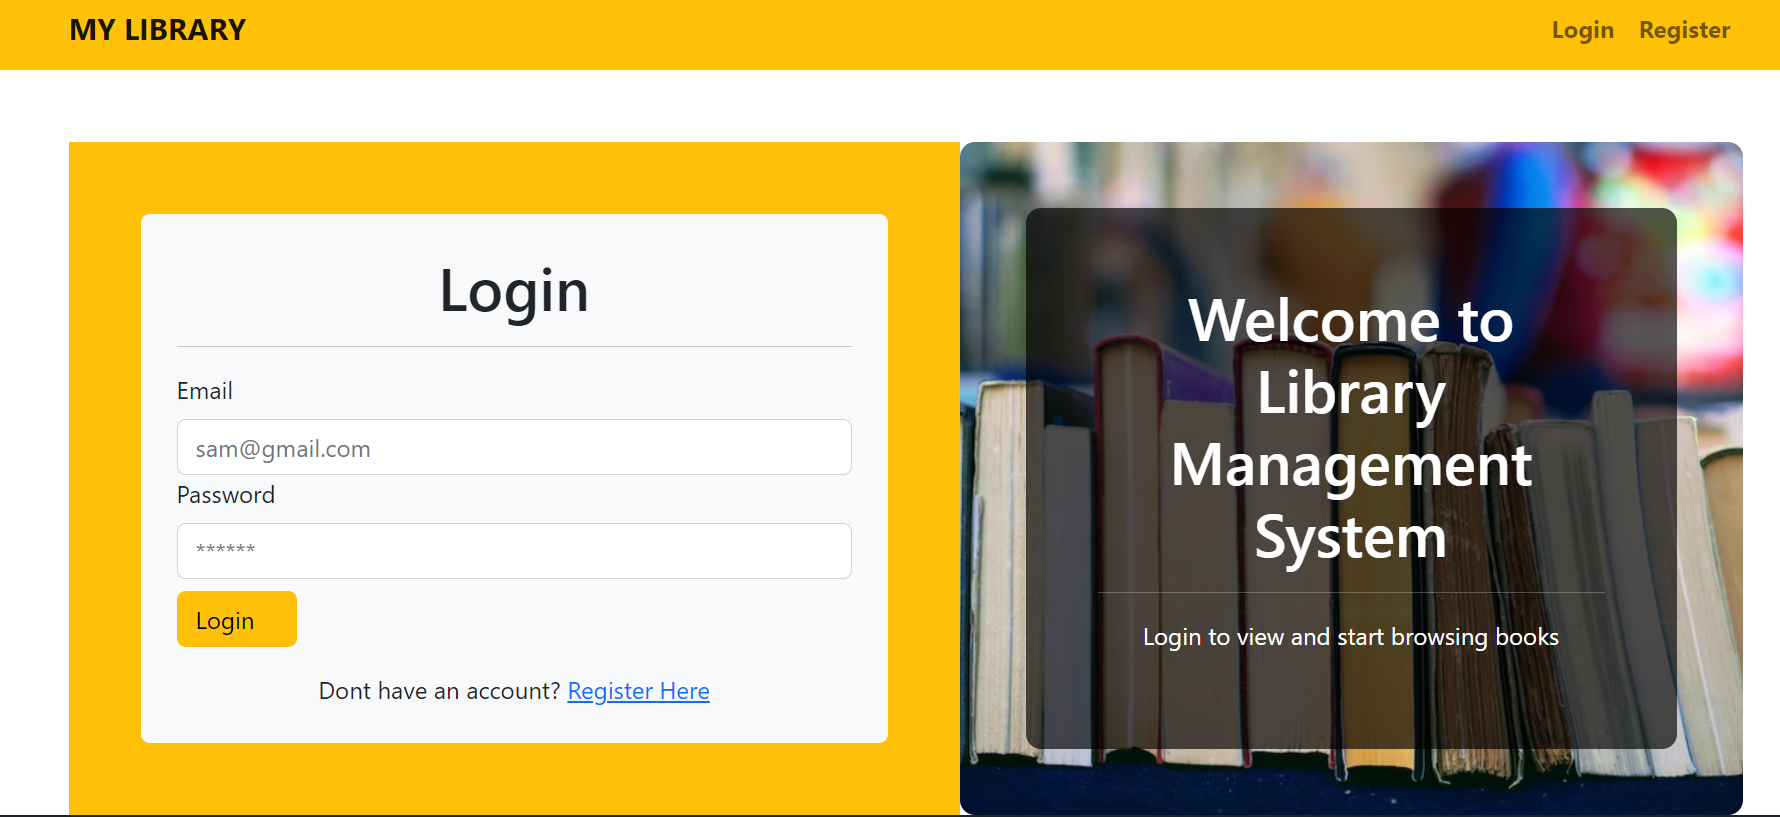 MY LIBRARY
Login Register
Login
Email
sam@gmail.com
Password
******
Login
Dont have an account? Register Here
Welcome to
Library
Management
System
Login to view and start browsing books